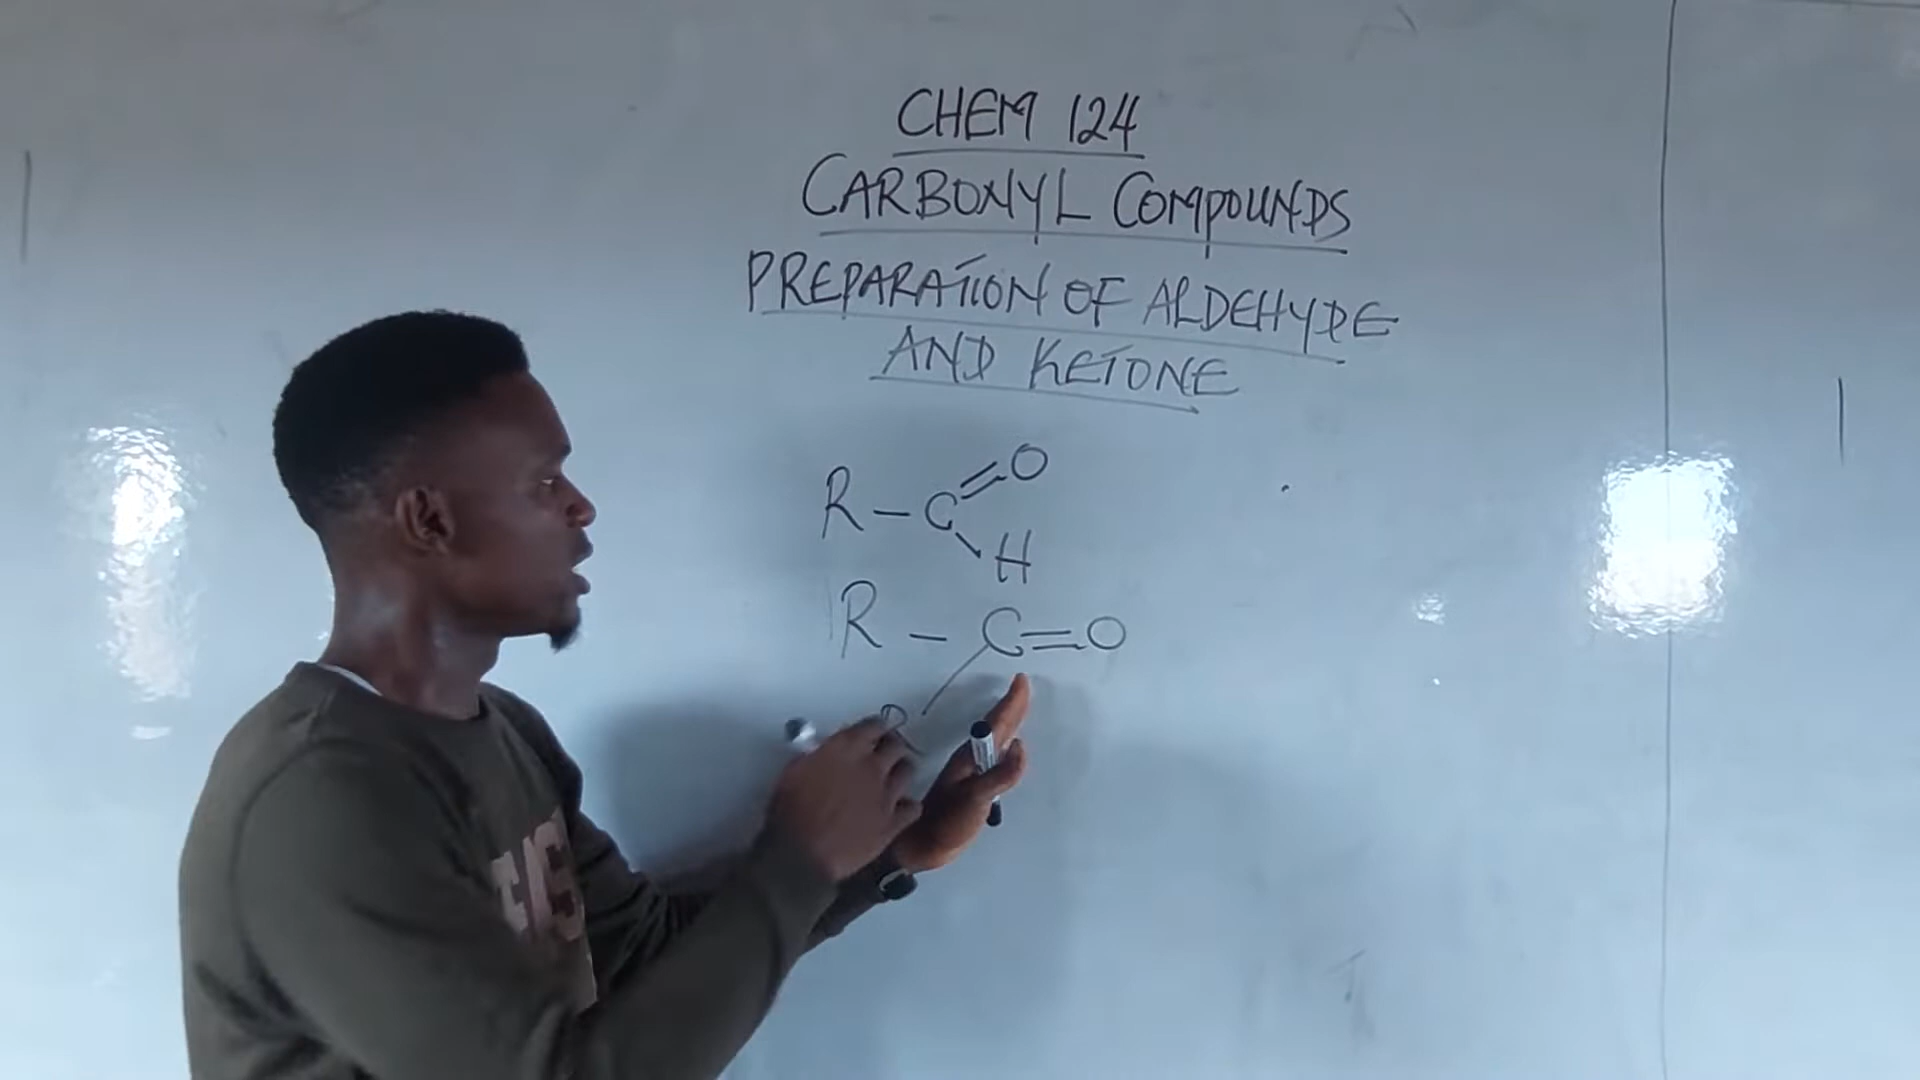 CHEM 124
CARBONYL COMPOUNDS
PREPARATION OF ALDEHYDE
AND KETONE
R - C = O
H
R - C = O
R